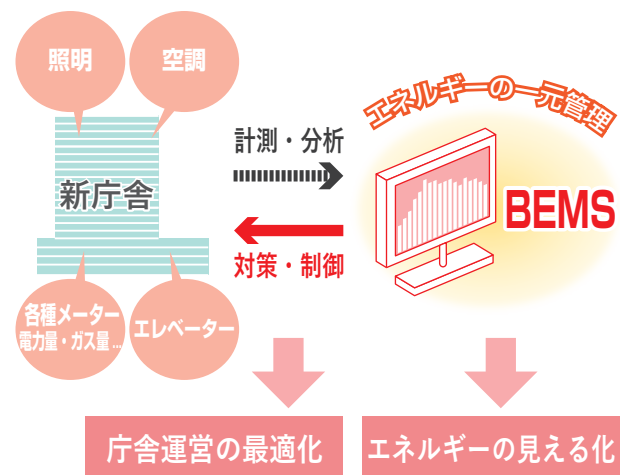 照明
空調
エネルギーの一元管理
計測・分析
新庁舎
BEMS
対策・制御
各種メーター
電力量・ガス量...
エレベーター
庁舎運営の最適化
エネルギーの見える化